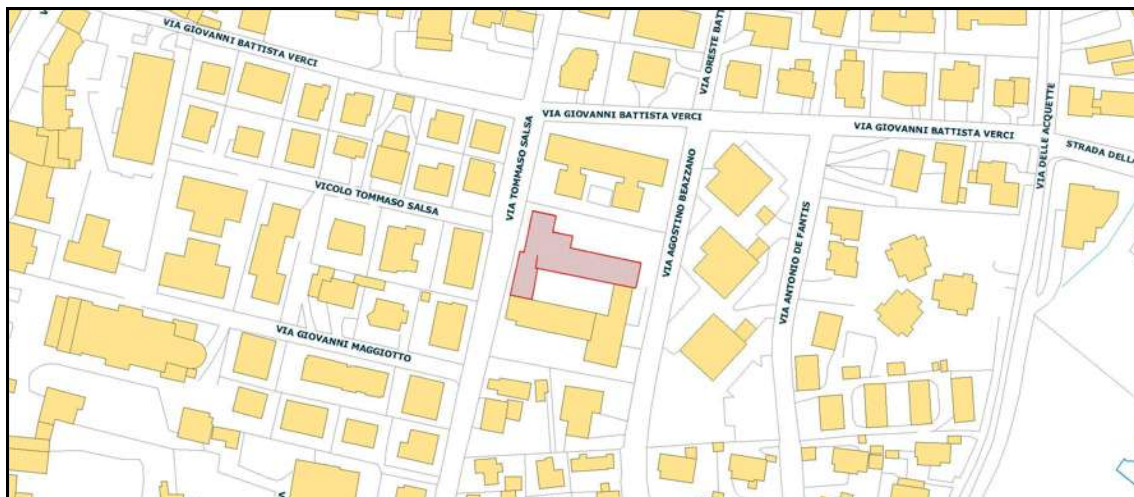 VIA GIOVANNI BATTISTA VERCI
VIA ORESTE BATT
VIA GIOVANNI BATTISTA VERCI
VIA GIOVANNI BATTISTA VERCI
VIA DELLE ACQUETTE
STRADA DELLA
VIA TOMMASO SALSA
VICOLO TOMMASO SALSA
VIA AGOSTINO BEAZZANO
VIA ANTONIO DE FANTIS
VIA GIOVANNI MAGGIOTTO